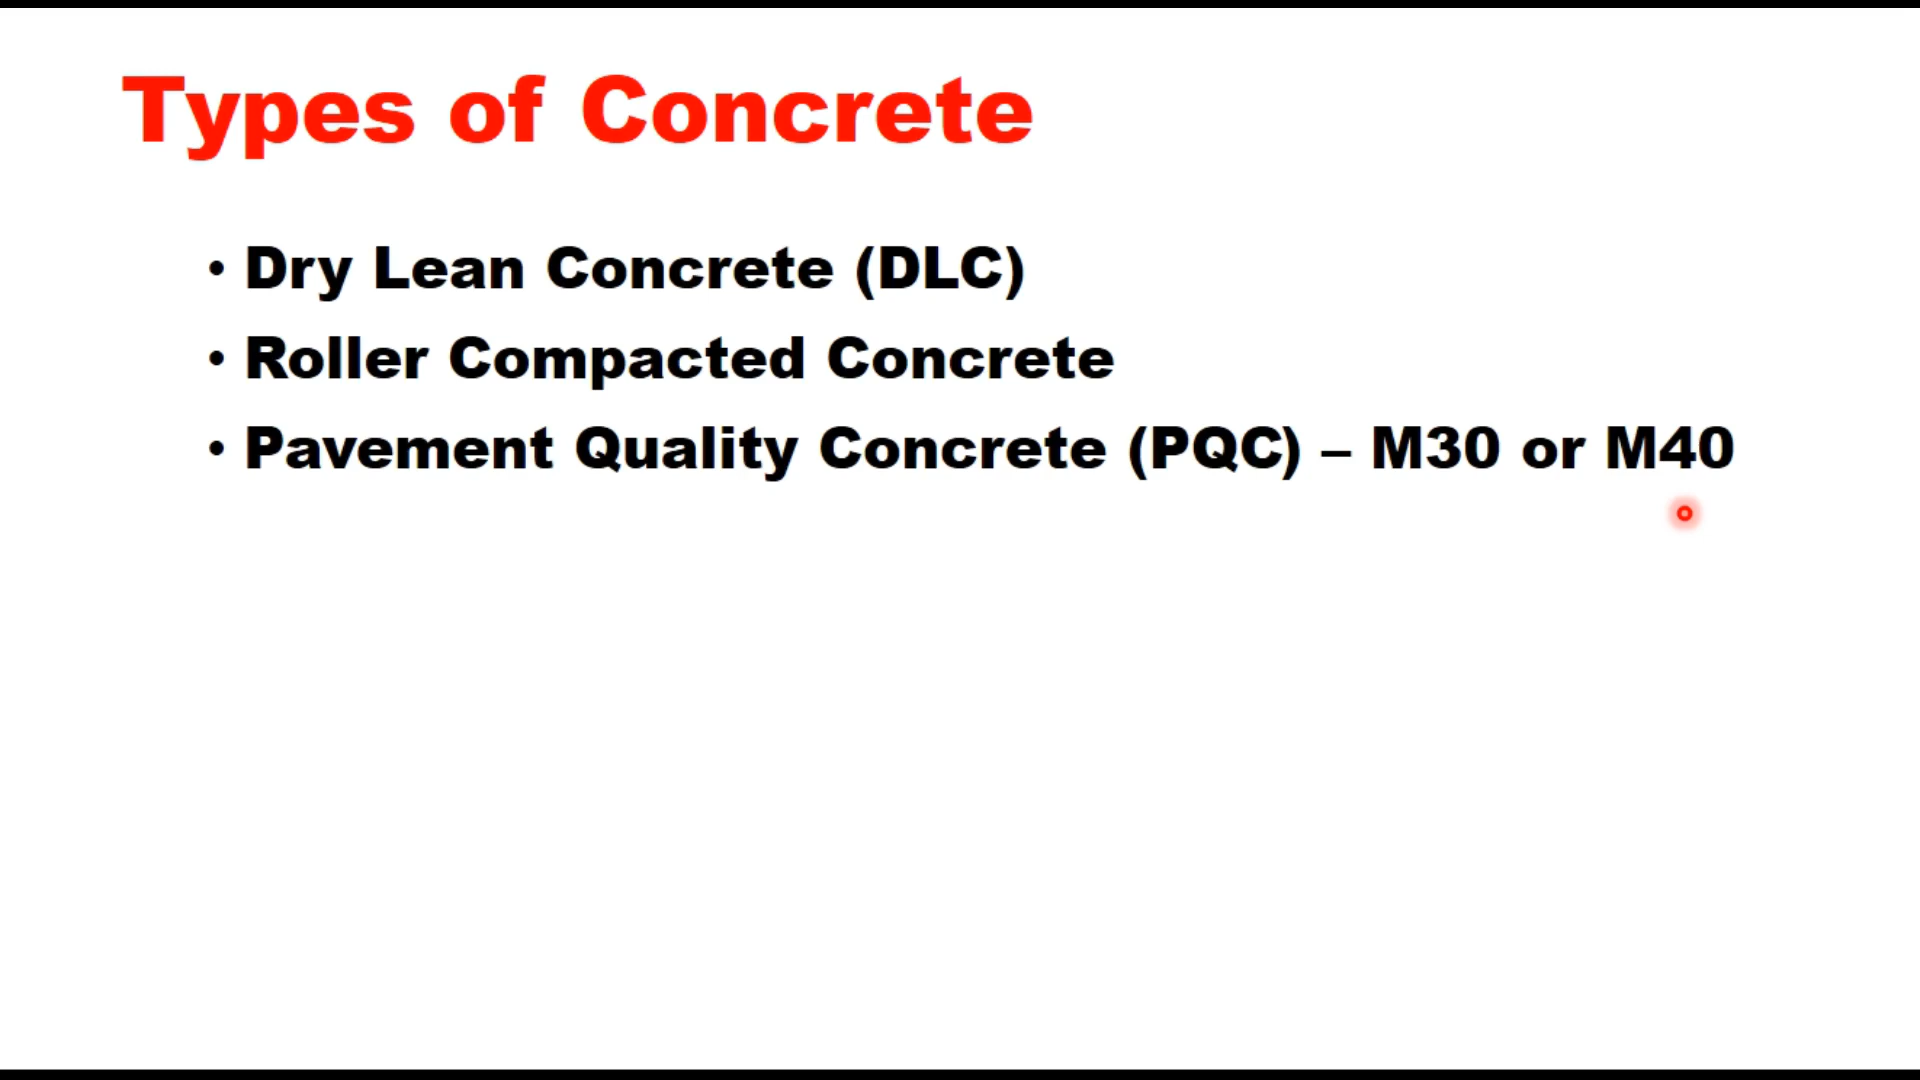 Types of Concrete
• Dry Lean Concrete (DLC)
• Roller Compacted Concrete
• Pavement Quality Concrete (PQC) – M30 or M40